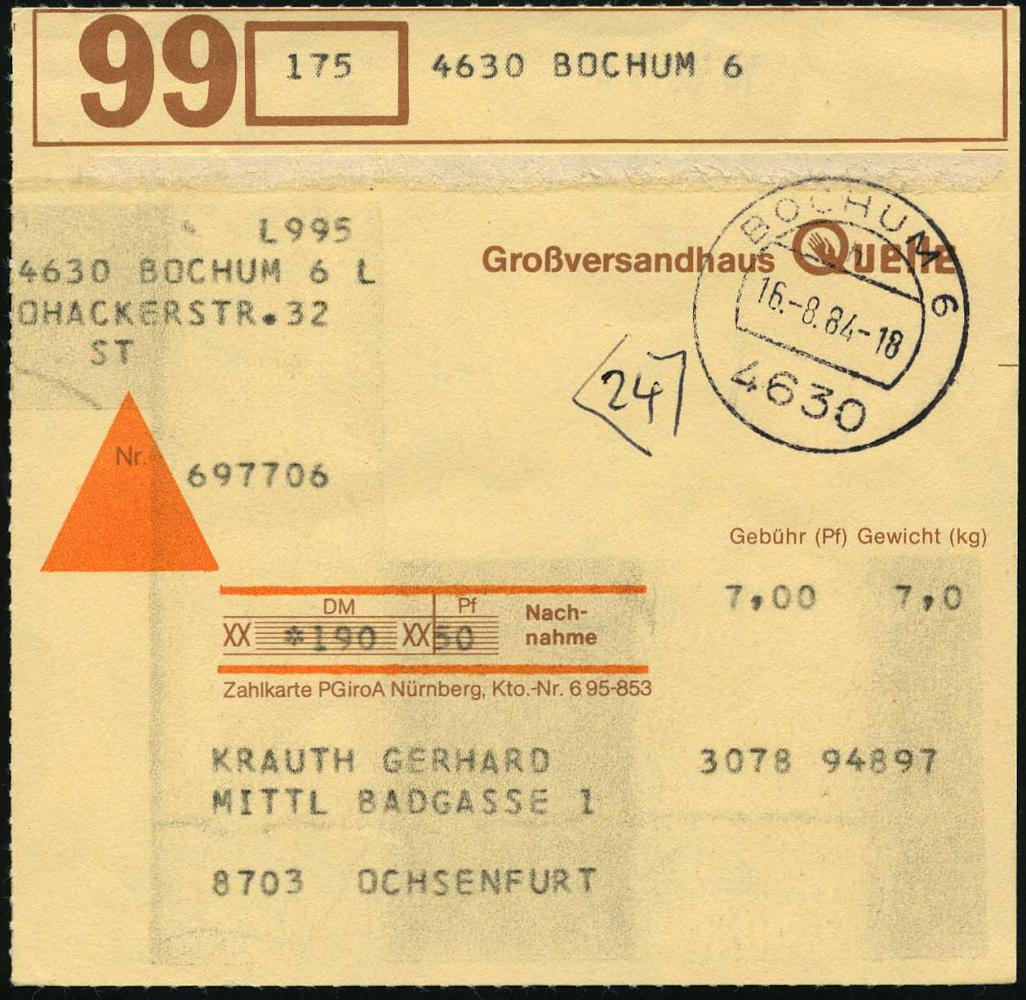 99 175 4630 BOCHUM 6
L995
4630 BOCHUM 6 L
OHACKERSTR.32
ST
Großversandhaus Quelle
BOCHUM 6
16.-8.84-18
4630
24
Nr.
697706
Gebühr (Pf) Gewicht (kg)
7,00 7,0
DM Pf
XX *190 XX 50
Nach-
nahme
Zahlkarte PGiroA Nürnberg, Kto.-Nr. 6 95-853
KRAUTH GERHARD 3078 94897
MITTL BADGASSE 1
8703 OCHSENFURT